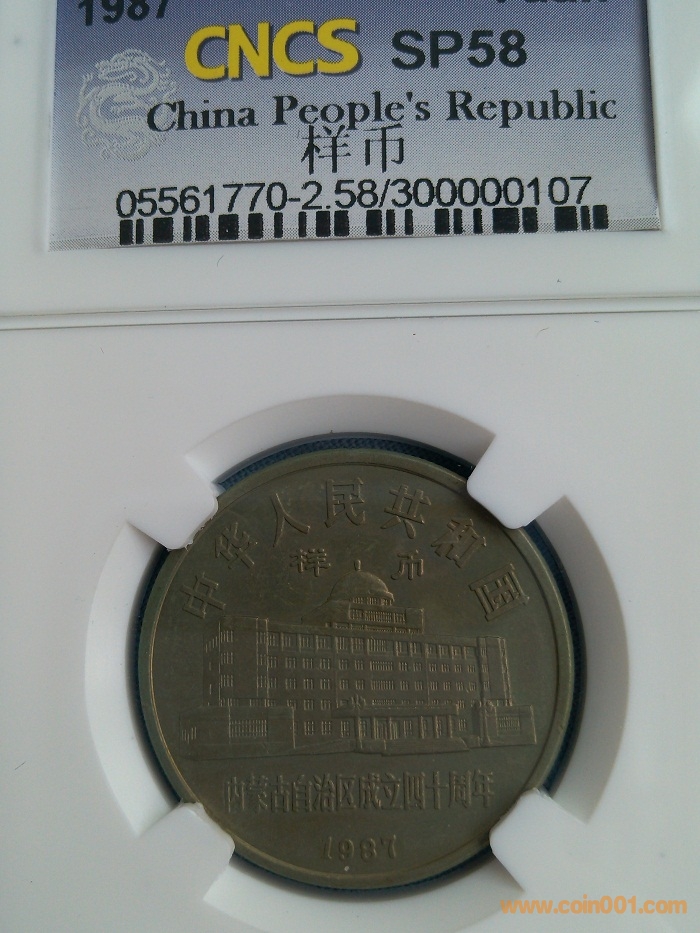 1987 Yuan
CNCS SP58
China People's Republic
样币
05561770-2.58/300000107
中华人民共和国
样 币
内蒙古自治区成立四十周年
1987
www.coin001.com